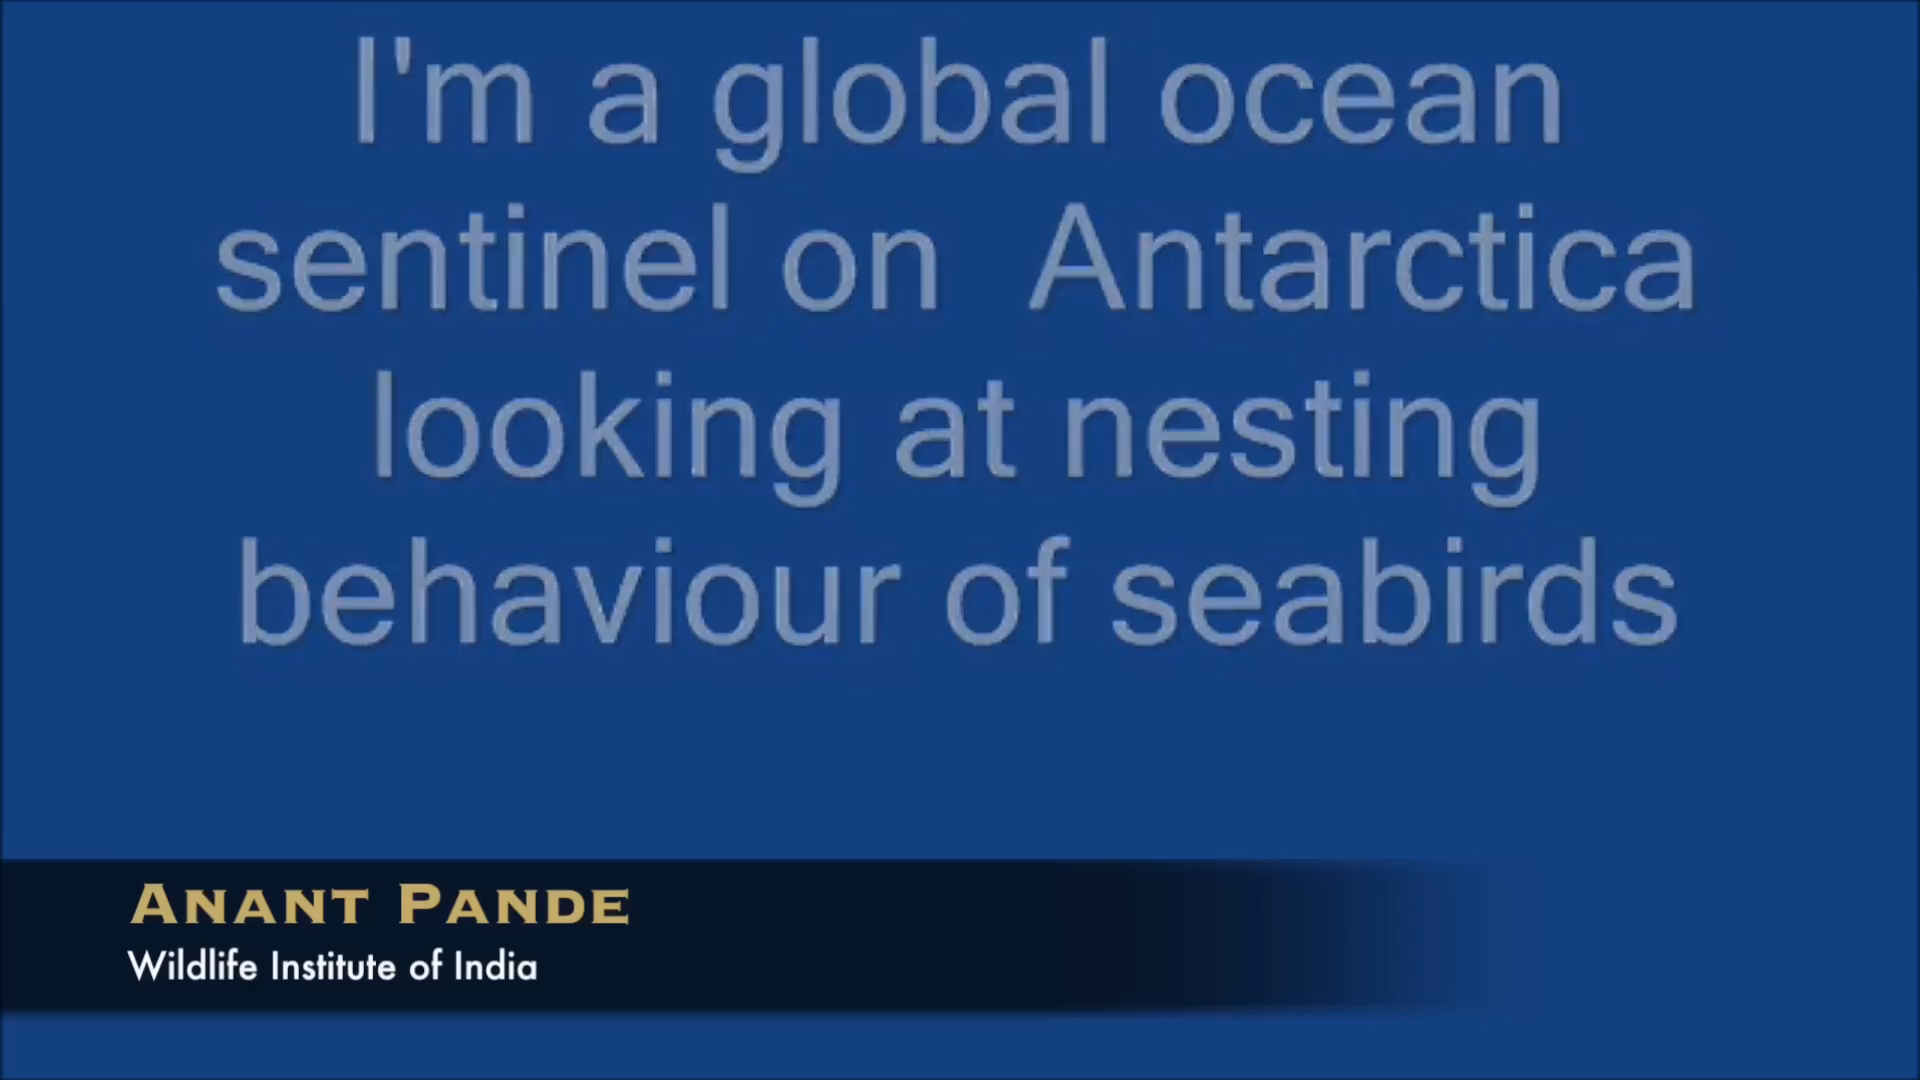 I'm a global ocean
sentinel on  Antarctica
looking at nesting
behaviour of seabirds
ANANT PANDE
Wildlife Institute of India